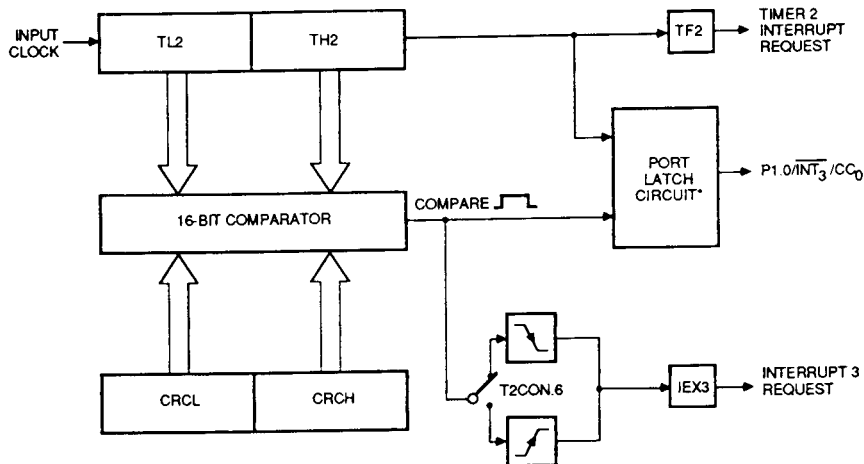 INPUT
CLOCK
TL2
TH2
TF2
TIMER 2
INTERRUPT
REQUEST
PORT
LATCH
CIRCUIT*
P1.0/INT3/CC0
16-BIT COMPARATOR
COMPARE
CRCL
CRCH
T2CON.6
IEX3
INTERRUPT 3
REQUEST